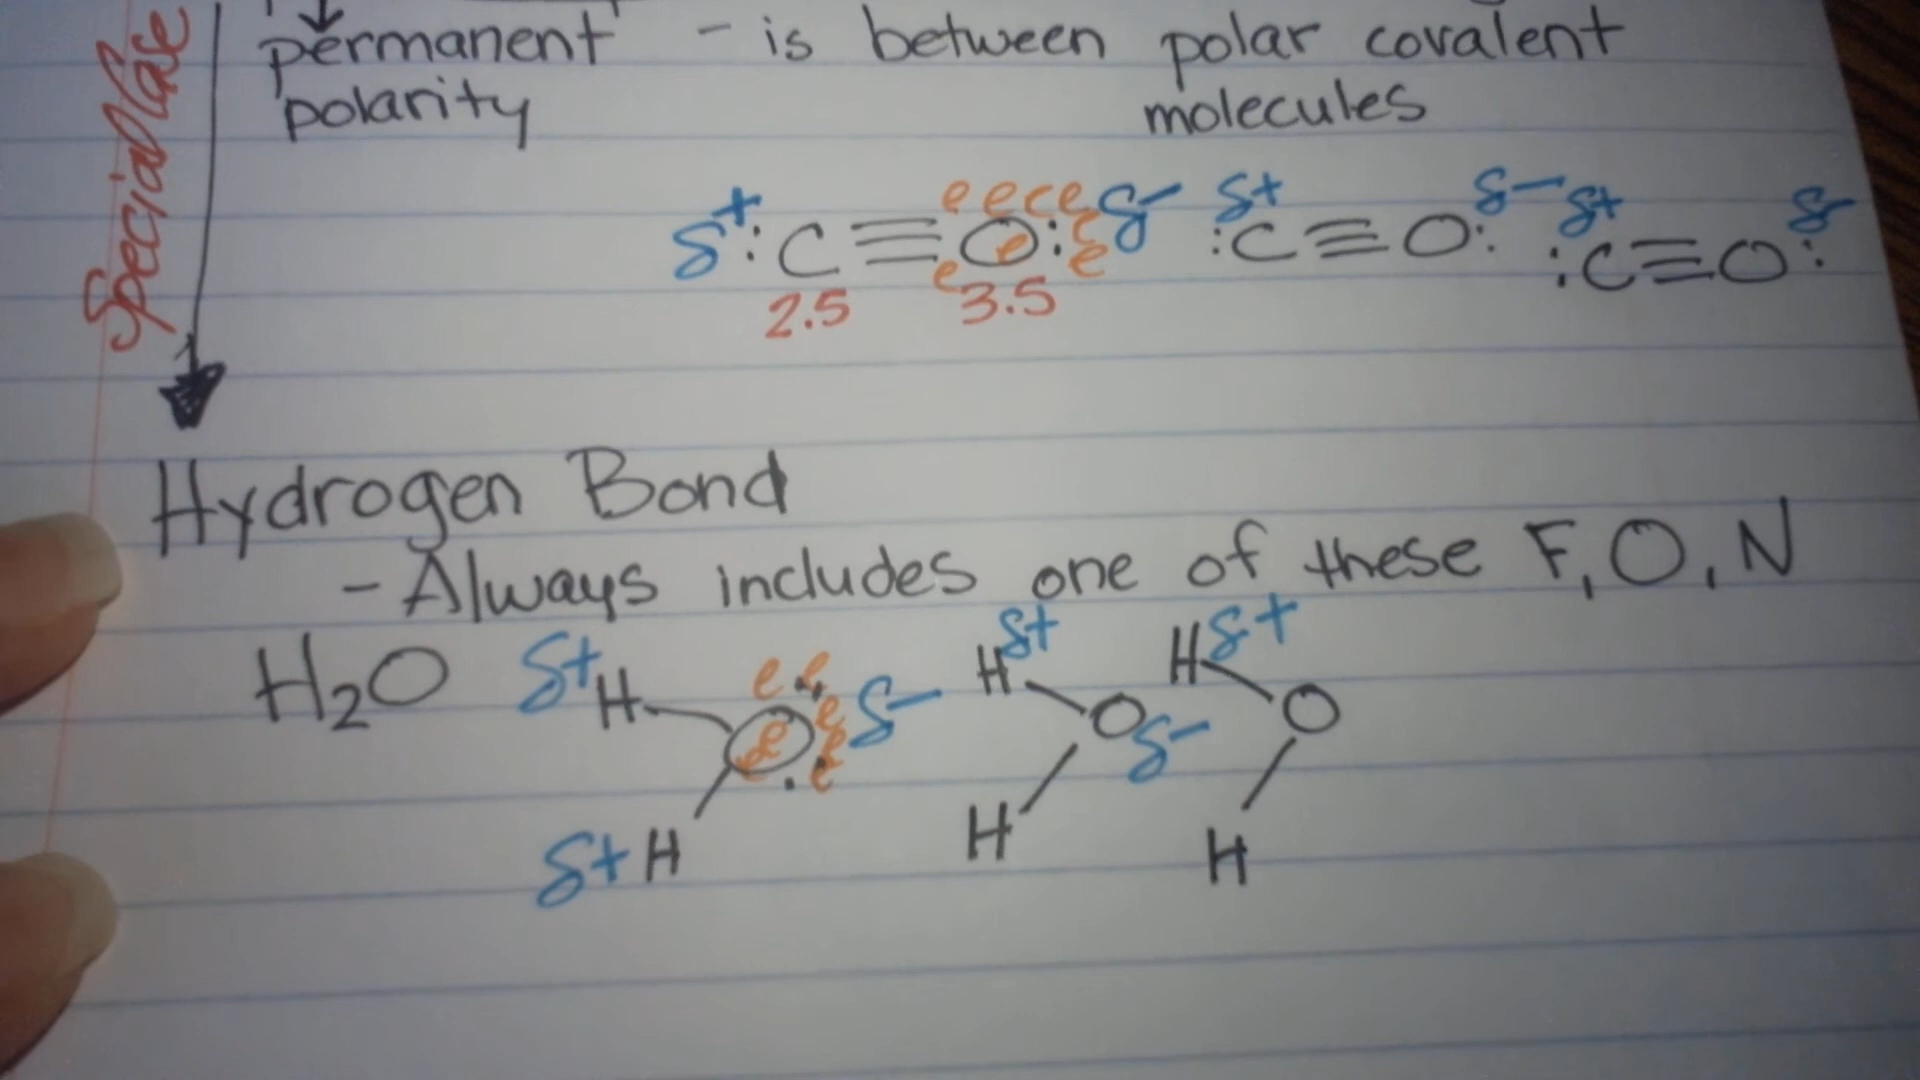 Special Case
permanent - is between polar covalent
polarity molecules
δ+ :C≡O: δ- δ+ :C≡O: δ- δ+ :C≡O: δ-
e e e e e e e e
2.5 3.5
Hydrogen Bond
- Always includes one of these F, O, N
H₂O δ+ H O δ- H δ+ O δ- H δ+ O
e e e e e e
δ+ H H H